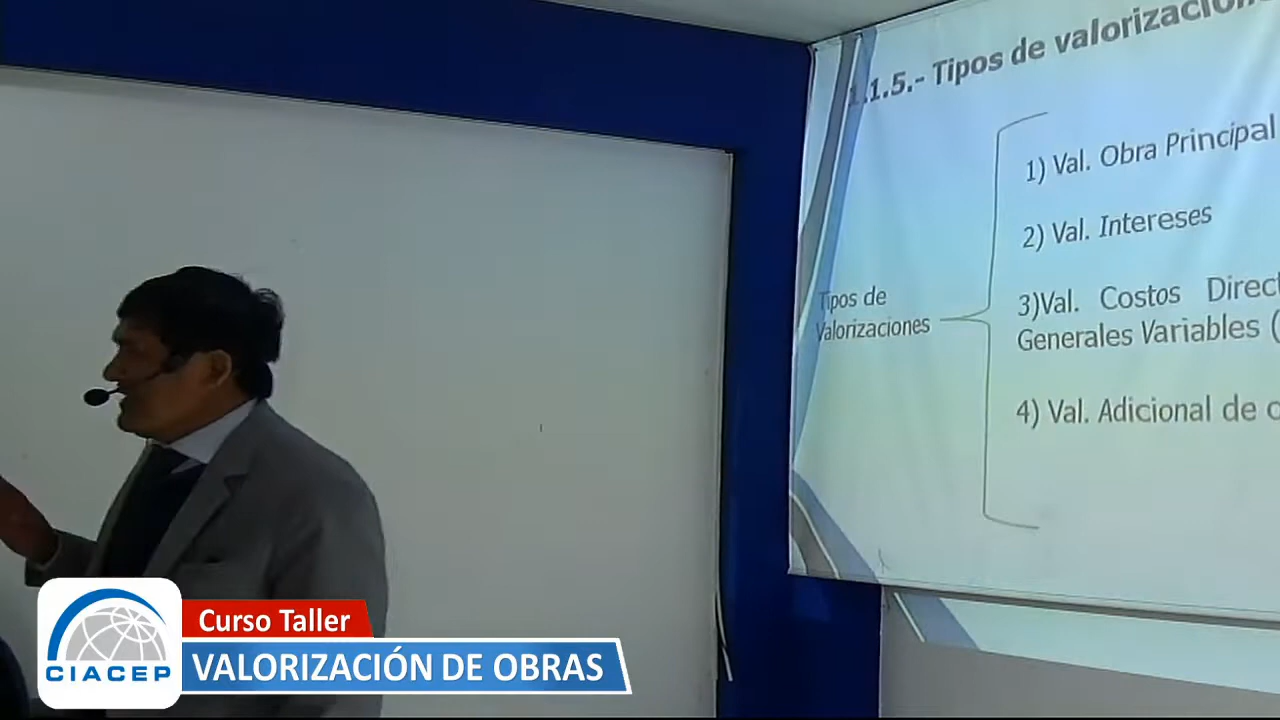 1.1.5.- Tipos de valorizacion
1) Val. Obra Principal
2) Val. Intereses
Tipos de
Valorizaciones
3)Val. Costos Direct
Generales Variables (
4) Val. Adicional de o
Curso Taller
VALORIZACIÓN DE OBRAS
CIACEP